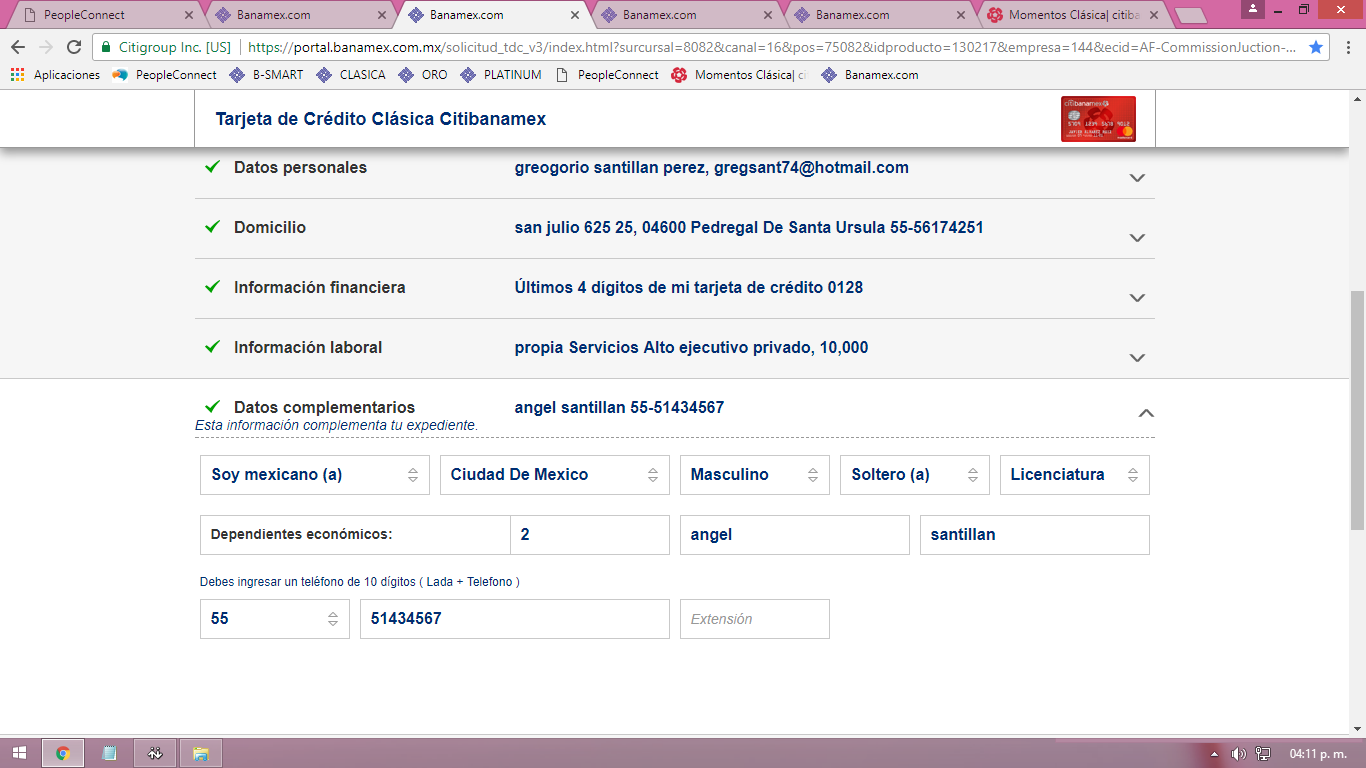 PeopleConnect
Banamex.com
Banamex.com
Banamex.com
Banamex.com
Momentos Clásica| citiba
Citigroup Inc. [US]
https://portal.banamex.com.mx/solicitud_tdc_v3/index.html?surcursal=8082&canal=16&pos=75082&idproducto=130217&empresa=144&ecid=AF-CommissionJuction-...
Aplicaciones
PeopleConnect
B-SMART
CLASICA
ORO
PLATINUM
PeopleConnect
Momentos Clásica| ci
Banamex.com
Tarjeta de Crédito Clásica Citibanamex
citibanamex
Datos personales
greogorio santillan perez, gregsant74@hotmail.com
Domicilio
san julio 625 25, 04600 Pedregal De Santa Ursula 55-56174251
Información financiera
Últimos 4 dígitos de mi tarjeta de crédito 0128
Información laboral
propia Servicios Alto ejecutivo privado, 10,000
Datos complementarios
angel santillan 55-51434567
Esta información complementa tu expediente.
Soy mexicano (a)
Ciudad De Mexico
Masculino
Soltero (a)
Licenciatura
Dependientes económicos:
2
angel
santillan
Debes ingresar un teléfono de 10 dígitos ( Lada + Telefono )
55
51434567
Extensión
04:11 p. m.